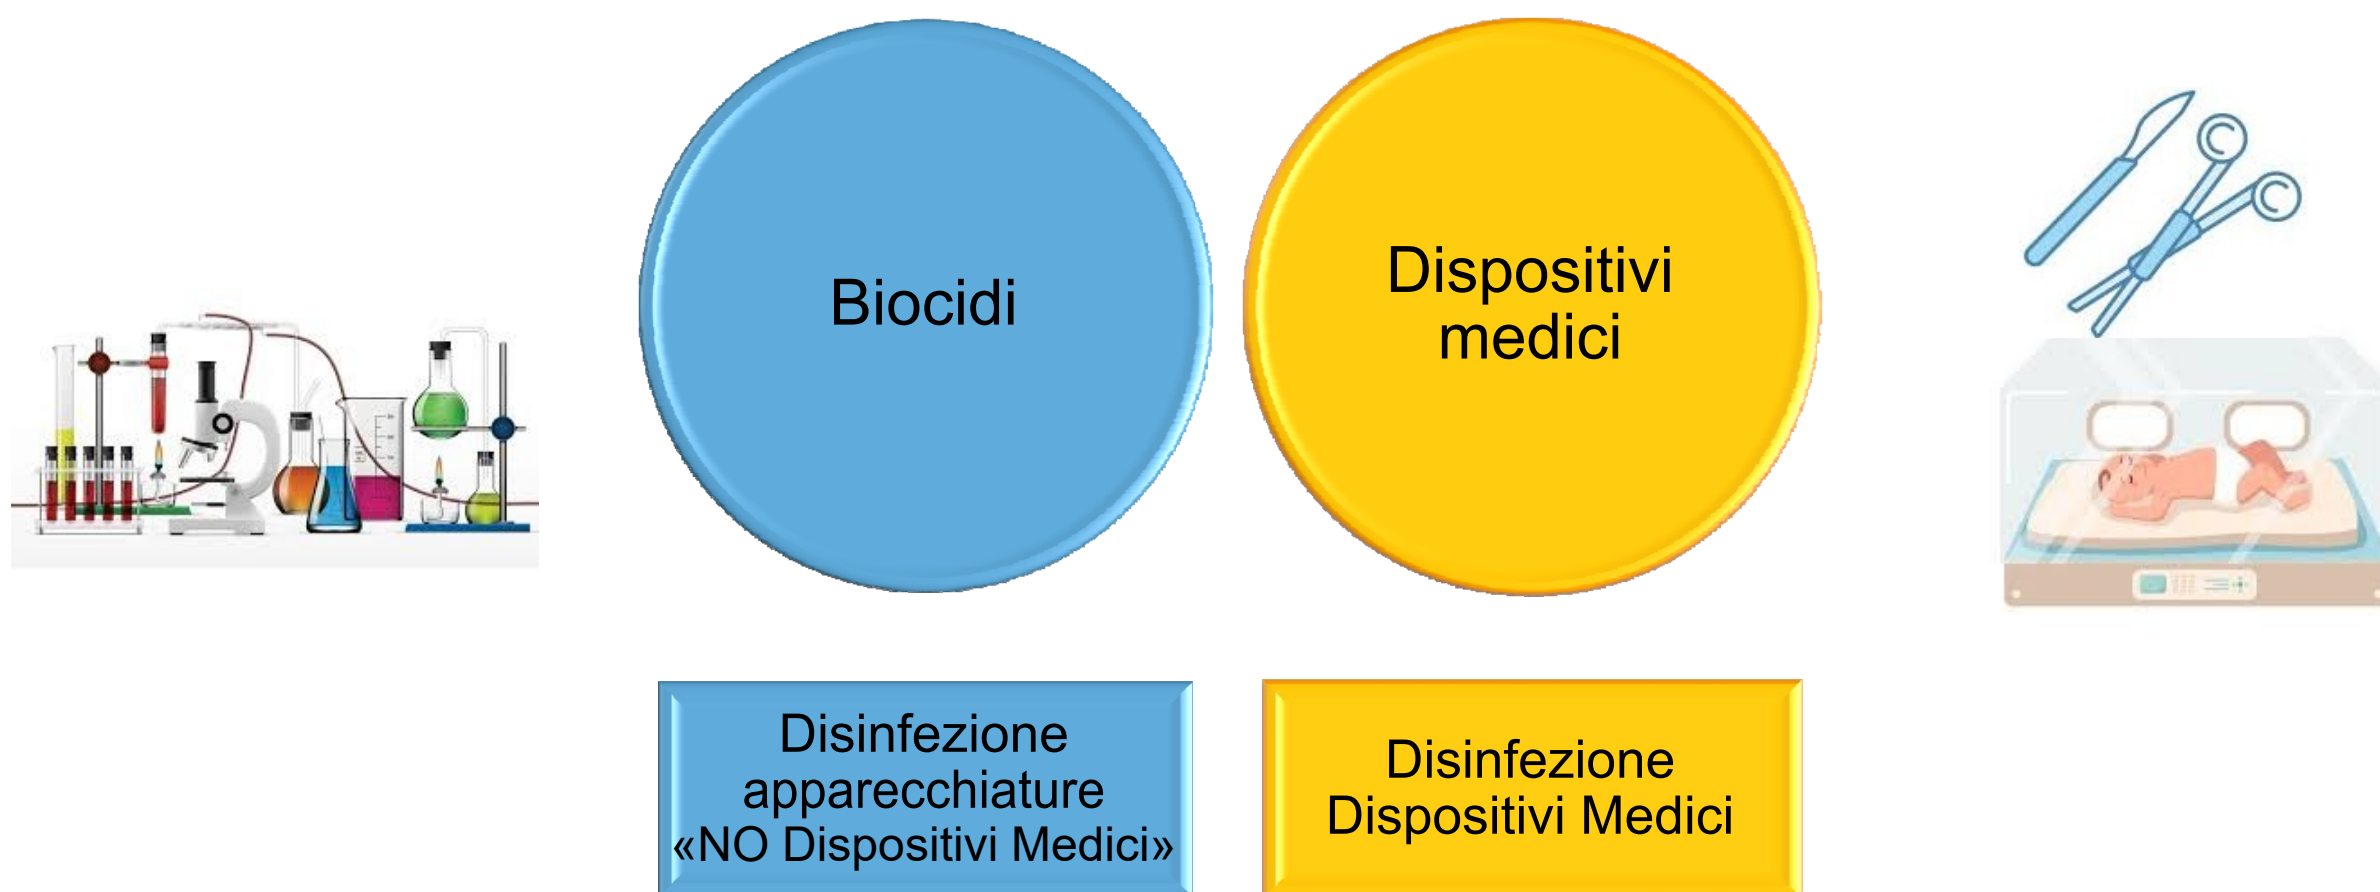 Biocidi
Dispositivi
medici
Disinfezione
apparecchiature
«NO Dispositivi Medici»
Disinfezione
Dispositivi Medici